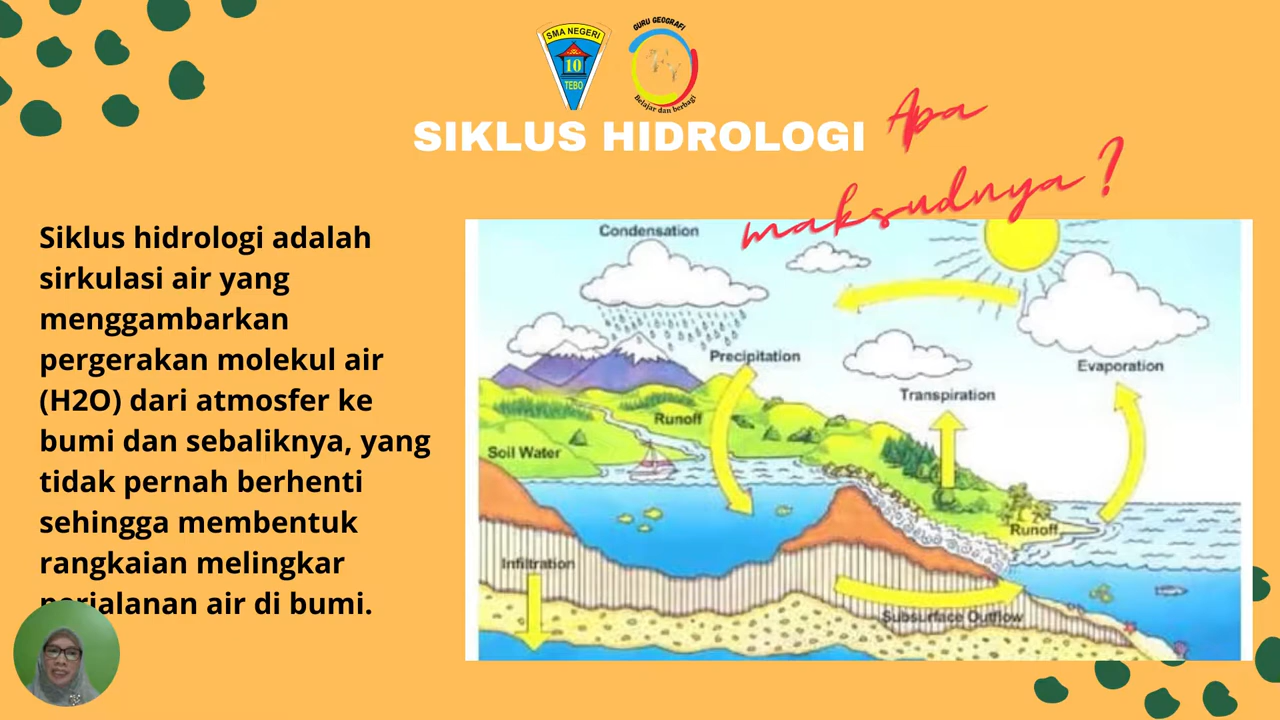 SMA NEGERI
10
TEBO
GURU GEOGRAFI
Belajar dan berbagi
SIKLUS HIDROLOGI
Apa
maksudnya ?
Siklus hidrologi adalah
sirkulasi air yang
menggambarkan
pergerakan molekul air
(H2O) dari atmosfer ke
bumi dan sebaliknya, yang
tidak pernah berhenti
sehingga membentuk
rangkaian melingkar
perjalanan air di bumi.
Condensation
Precipitation
Evaporation
Transpiration
Runoff
Soil Water
Runoff
Infiltration
Subsurface Outflow